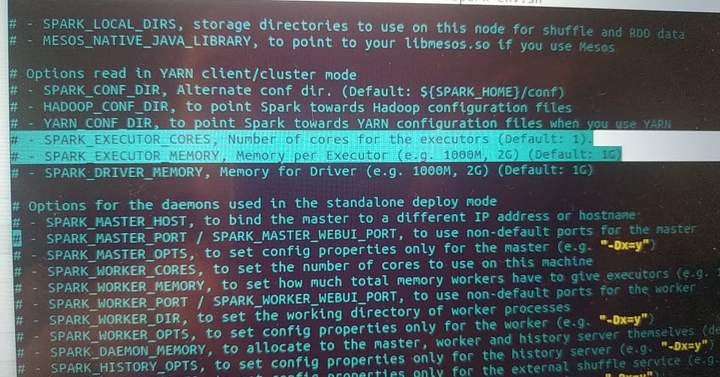 # - SPARK_LOCAL_DIRS, storage directories to use on this node for shuffle and RDD data
# - MESOS_NATIVE_JAVA_LIBRARY, to point to your libmesos.so if you use Mesos
# Options read in YARN client/cluster mode
# - SPARK_CONF_DIR, Alternate conf dir. (Default: ${SPARK_HOME}/conf)
# - HADOOP_CONF_DIR, to point Spark towards Hadoop configuration files
# - YARN_CONF_DIR, to point Spark towards YARN configuration files when you use YARN
# - SPARK_EXECUTOR_CORES, Number of cores for the executors (Default: 1).
# - SPARK_EXECUTOR_MEMORY, Memory per Executor (e.g. 1000M, 2G) (Default: 1G)
# - SPARK_DRIVER_MEMORY, Memory for Driver (e.g. 1000M, 2G) (Default: 1G)
# Options for the daemons used in the standalone deploy mode
# - SPARK_MASTER_HOST, to bind the master to a different IP address or hostname
# - SPARK_MASTER_PORT / SPARK_MASTER_WEBUI_PORT, to use non-default ports for the master
# - SPARK_MASTER_OPTS, to set config properties only for the master (e.g. "-Dx=y")
# - SPARK_WORKER_CORES, to set the number of cores to use on this machine
# - SPARK_WORKER_MEMORY, to set how much total memory workers have to give executors (e.g.
# - SPARK_WORKER_PORT / SPARK_WORKER_WEBUI_PORT, to use non-default ports for the worker
# - SPARK_WORKER_DIR, to set the working directory of worker processes
# - SPARK_WORKER_OPTS, to set config properties only for the worker (e.g. "-Dx=y")
# - SPARK_DAEMON_MEMORY, to allocate to the master, worker and history server themselves
# - SPARK_HISTORY_OPTS, to set config properties only for the history server (e.g. "-Dx=y")
to set config properties only for the external shuffle service (e.g.